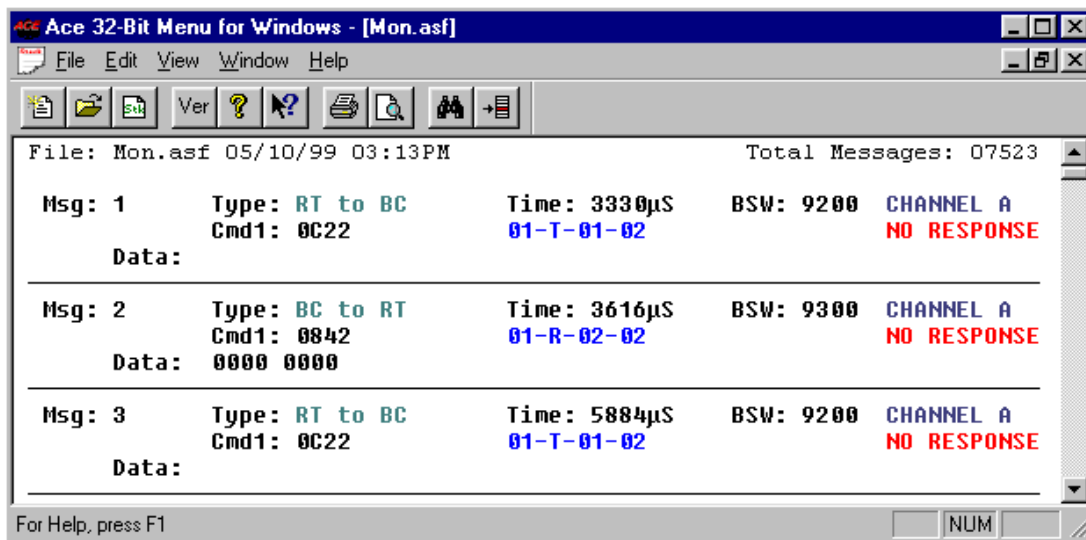 ACE Ace 32-Bit Menu for Windows - [Mon.asf]
File Edit View Window Help
Stk Ver
File: Mon.asf 05/10/99 03:13PM Total Messages: 07523
Msg: 1 Type: RT to BC Time: 3330µS BSW: 9200 CHANNEL A
Cmd1: 0C22 01-T-01-02 NO RESPONSE
Data:
Msg: 2 Type: BC to RT Time: 3616µS BSW: 9300 CHANNEL A
Cmd1: 0842 01-R-02-02 NO RESPONSE
Data: 0000 0000
Msg: 3 Type: RT to BC Time: 5884µS BSW: 9200 CHANNEL A
Cmd1: 0C22 01-T-01-02 NO RESPONSE
Data:
For Help, press F1 NUM